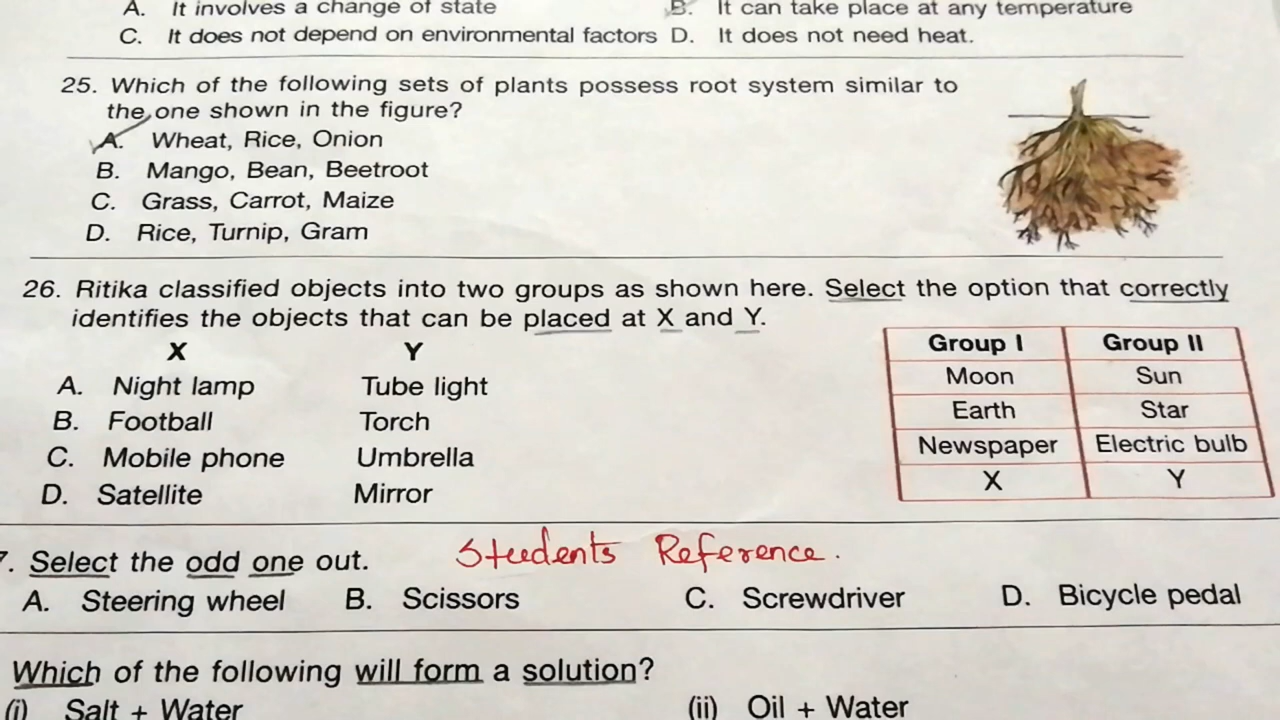 A. It involves a change of state B. It can take place at any temperature
C. It does not depend on environmental factors D. It does not need heat.
25. Which of the following sets of plants possess root system similar to
the one shown in the figure?
A. Wheat, Rice, Onion
B. Mango, Bean, Beetroot
C. Grass, Carrot, Maize
D. Rice, Turnip, Gram
26. Ritika classified objects into two groups as shown here. Select the option that correctly
identifies the objects that can be placed at X and Y.
X Y
A. Night lamp Tube light
B. Football Torch
C. Mobile phone Umbrella
D. Satellite Mirror
Group I Group II
Moon Sun
Earth Star
Newspaper Electric bulb
X Y
7. Select the odd one out. Students Reference.
A. Steering wheel B. Scissors C. Screwdriver D. Bicycle pedal
Which of the following will form a solution?
(i) Salt + Water (ii) Oil + Water